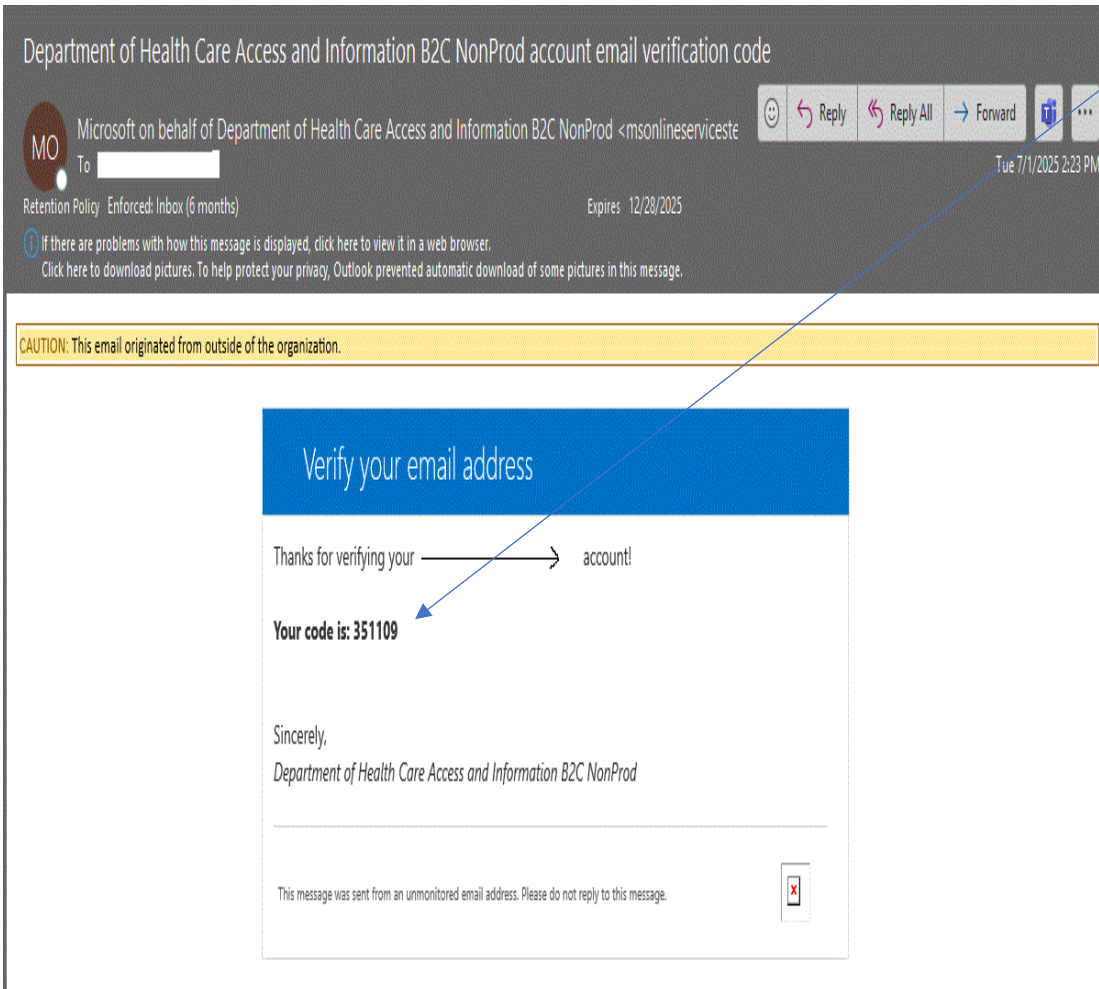 Department of Health Care Access and Information B2C NonProd account email verification code
MO
Microsoft on behalf of Department of Health Care Access and Information B2C NonProd <msonlineserviceste
Reply
Reply All
Forward
To
Tue 7/1/2025 2:23 PM
Retention Policy Enforced: Inbox (6 months)
Expires 12/28/2025
If there are problems with how this message is displayed, click here to view it in a web browser.
Click here to download pictures. To help protect your privacy, Outlook prevented automatic download of some pictures in this message.
CAUTION: This email originated from outside of the organization.
Verify your email address
Thanks for verifying your account!
Your code is: 351109
Sincerely,
Department of Health Care Access and Information B2C NonProd
This message was sent from an unmonitored email address. Please do not reply to this message.